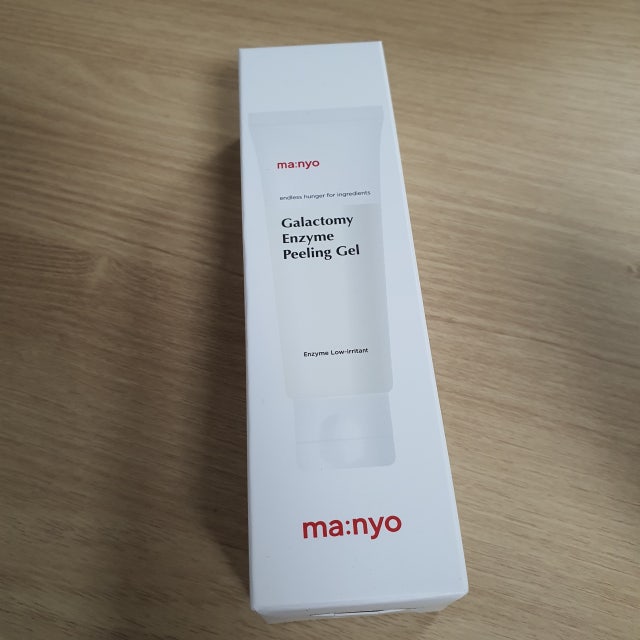 ma:nyo
endless hunger for ingredients
Galactomy
Enzyme
Peeling Gel
Enzyme Low-irritant
ma:nyo